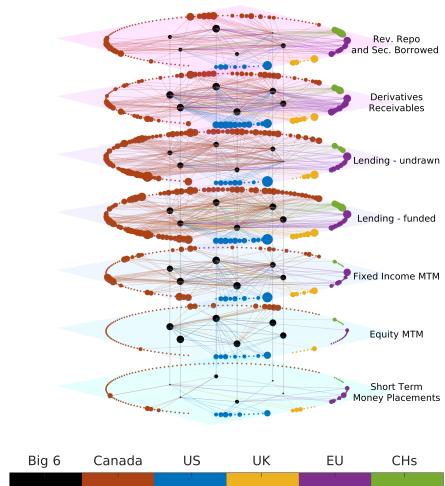 Rev. Repo
and Sec. Borrowed
Derivatives
Receivables
Lending - undrawn
Lending - funded
Fixed Income MTM
Equity MTM
Short Term
Money Placements
Big 6 Canada US UK EU CHs